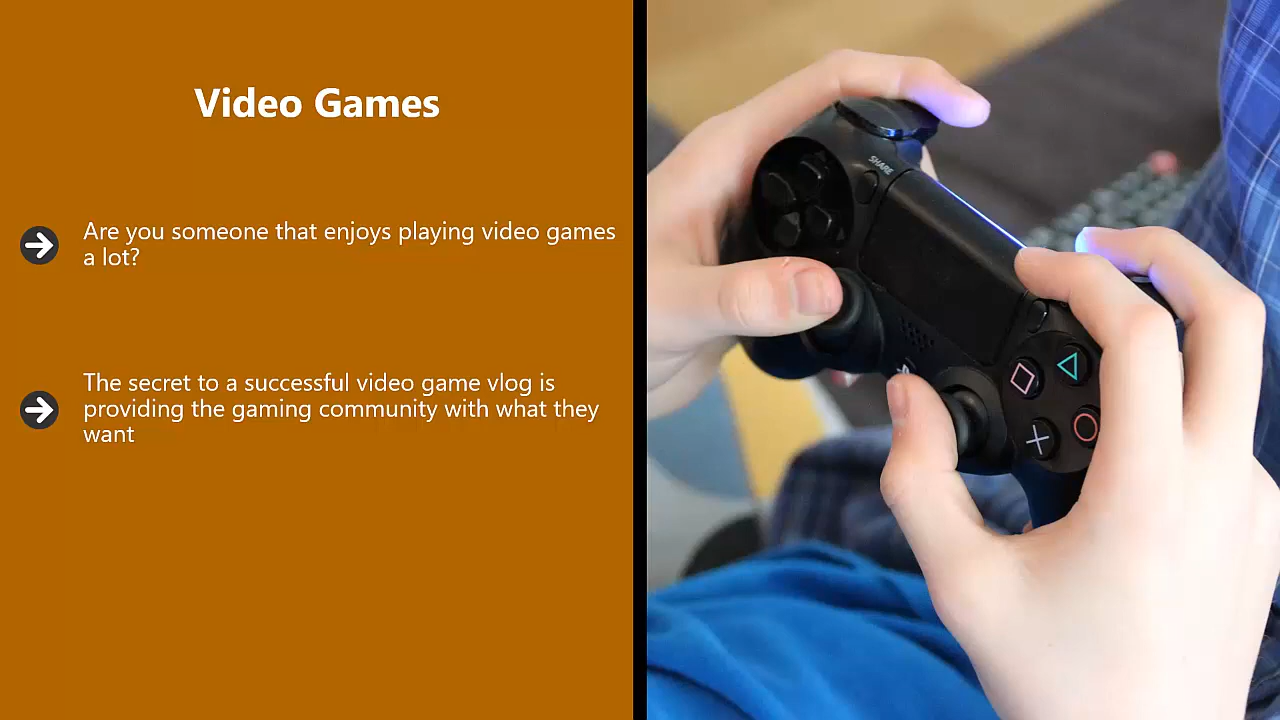 Video Games
Are you someone that enjoys playing video games
a lot?
The secret to a successful video game vlog is
providing the gaming community with what they
want
SHARE